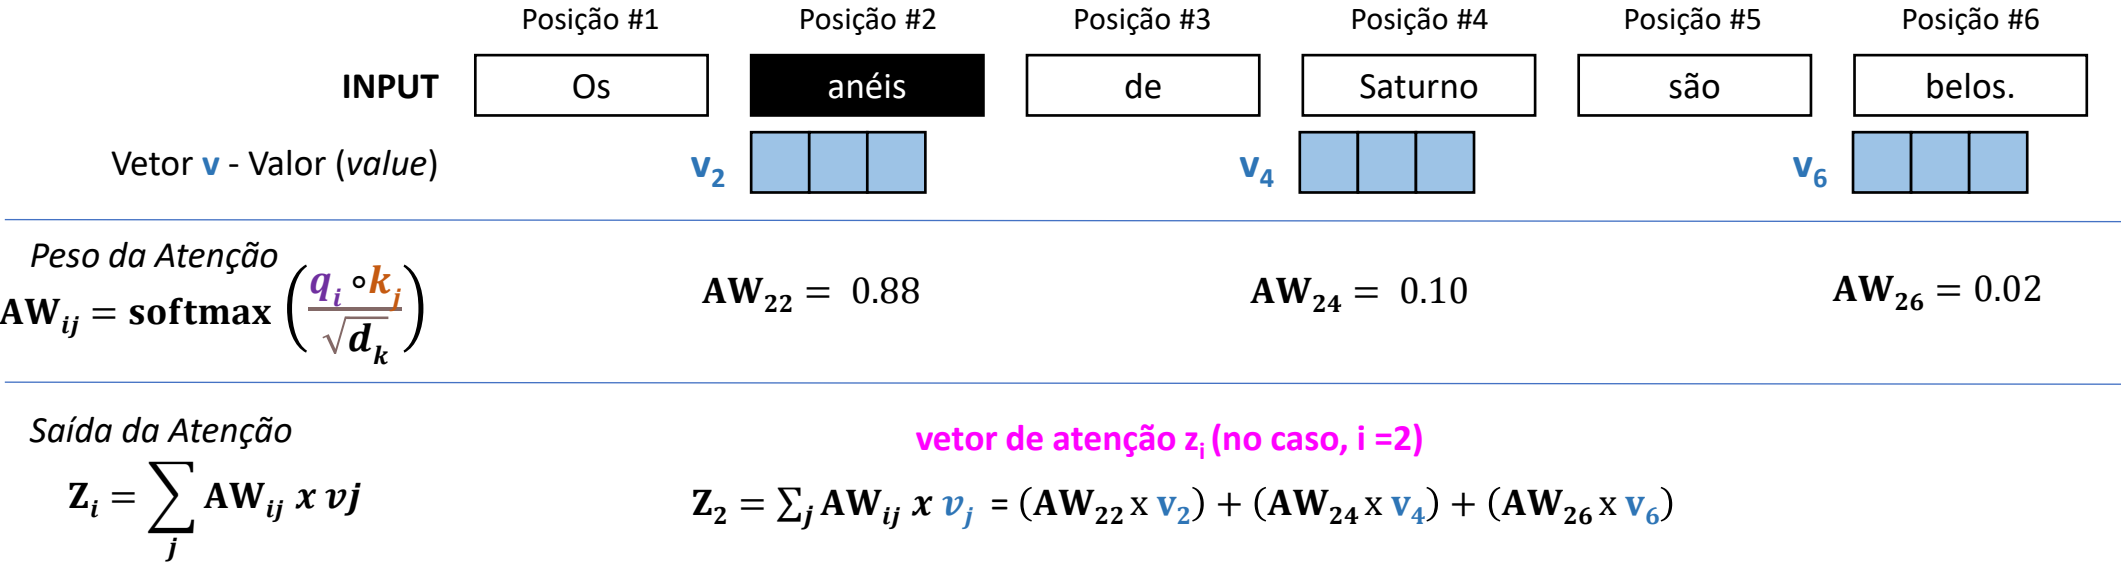 Posição #1 Posição #2 Posição #3 Posição #4 Posição #5 Posição #6
INPUT Os anéis de Saturno são belos.
Vetor v - Valor (value) v₂ v₄ v₆
Peso da Atenção
AWᵢⱼ = softmax (qᵢ ∘ kⱼ / √dₖ) AW₂₂ = 0.88 AW₂₄ = 0.10 AW₂₆ = 0.02
Saída da Atenção
vetor de atenção zᵢ (no caso, i =2)
Zᵢ = ∑ⱼ AWᵢⱼ x vj
Z₂ = ∑ⱼ AWᵢⱼ x vⱼ = (AW₂₂ x v₂) + (AW₂₄ x v₄) + (AW₂₆ x v₆)